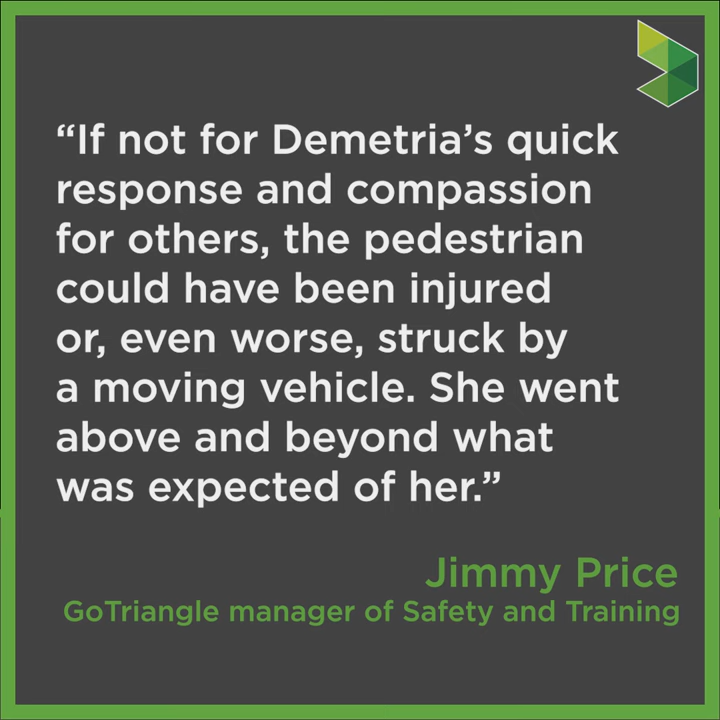 “If not for Demetria’s quick
response and compassion
for others, the pedestrian
could have been injured
or, even worse, struck by
a moving vehicle. She went
above and beyond what
was expected of her.”
Jimmy Price
GoTriangle manager of Safety and Training